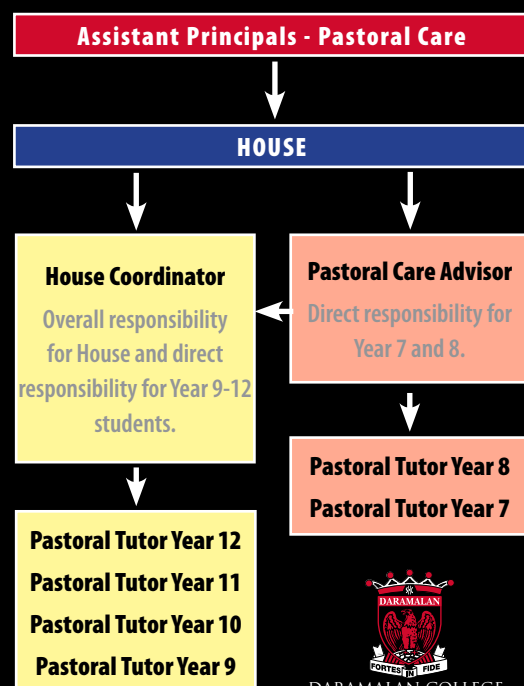 Assistant Principals - Pastoral Care
HOUSE
House Coordinator
Overall responsibility
for House and direct
responsibility for Year 9-12
students.
Pastoral Care Advisor
Direct responsibility for
Year 7 and 8.
Pastoral Tutor Year 8
Pastoral Tutor Year 7
Pastoral Tutor Year 12
Pastoral Tutor Year 11
Pastoral Tutor Year 10
Pastoral Tutor Year 9
DARAMALAN
FORTES IN FIDE
DARAMALAN COLLEGE